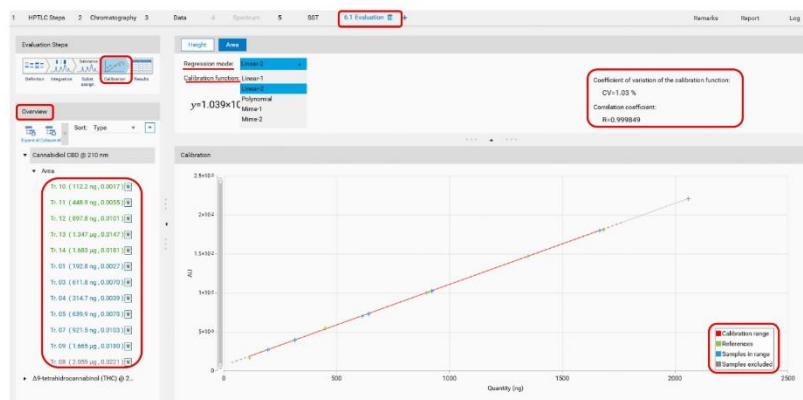 1 HPTLC Steps 2 Chromatography 3 Data 4 Spectrum 5 SST 6.1 Evaluation + Remarks Report Log
Evaluation Steps
Definition Integration Substance assign. Calibration Results
Height Area
Regression mode: Linear-2
Calibration function: Linear-1
Linear-2
Polynomial
Mime-1
Mime-2
y=1.039×10
Coefficient of variation of the calibration function:
CV=1.03 %
Correlation coefficient:
R=0.999849
Overview
Expand all Collapse all Sort: Type
Cannabidiol CBD @ 210 nm
Area
Tr. 10 ( 112.2 ng , 0.0017 )
Tr. 11 ( 448.9 ng , 0.0055 )
Tr. 12 ( 897.8 ng , 0.0101 )
Tr. 13 ( 1.347 µg , 0.0147 )
Tr. 14 ( 1.683 µg , 0.0181 )
Tr. 01 ( 192.8 ng , 0.0027 )
Tr. 03 ( 611.8 ng , 0.0070 )
Tr. 04 ( 314.7 ng , 0.0039 )
Tr. 05 ( 639.9 ng , 0.0073 )
Tr. 07 ( 921.5 ng , 0.0103 )
Tr. 09 ( 1.665 µg , 0.0180 )
Tr. 08 ( 2.055 µg , 0.0221 )
Δ9-tetrahidrocannabinol (THC) @ 2...
Calibration
AU
0
0 500 1000 1500 2000 2500
Quantity (ng)
Calibration range
References
Samples in range
Samples excluded